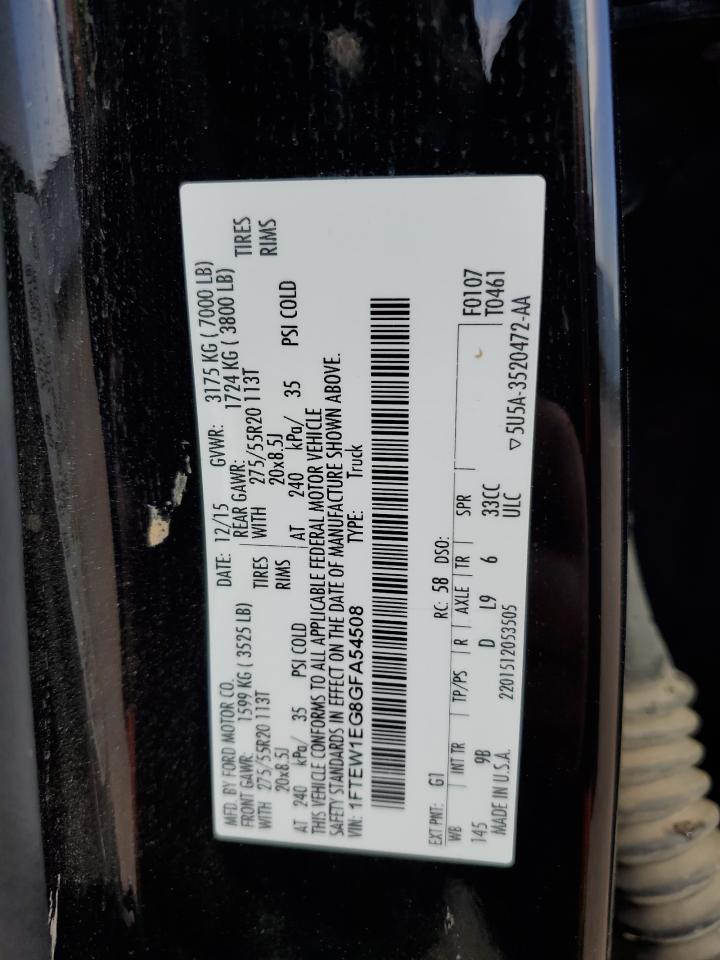 MFD. BY FORD MOTOR CO.
DATE: 12/15 GVWR: 3175 KG ( 7000 LB)
FRONT GAWR: 1599 KG ( 3525 LB)
REAR GAWR: 1724 KG ( 3800 LB)
WITH 275/55R20 113T TIRES
WITH 275/55R20 113T TIRES
20x8.5J RIMS
20x8.5J RIMS
AT 240 kPa/ 35 PSI COLD
AT 240 kPa/ 35 PSI COLD
THIS VEHICLE CONFORMS TO ALL APPLICABLE FEDERAL MOTOR VEHICLE
SAFETY STANDARDS IN EFFECT ON THE DATE OF MANUFACTURE SHOWN ABOVE.
VIN: 1FTEW1EG8GFA54508 TYPE: Truck
EXT PNT: G1 RC: 58 DSO: F0107
WB INT TR TP/PS R AXLE TR SPR T0461
145 9B D L9 6 33CC
MADE IN U.S.A. 2201512053505 ULC ▽5U5A-3520472-AA